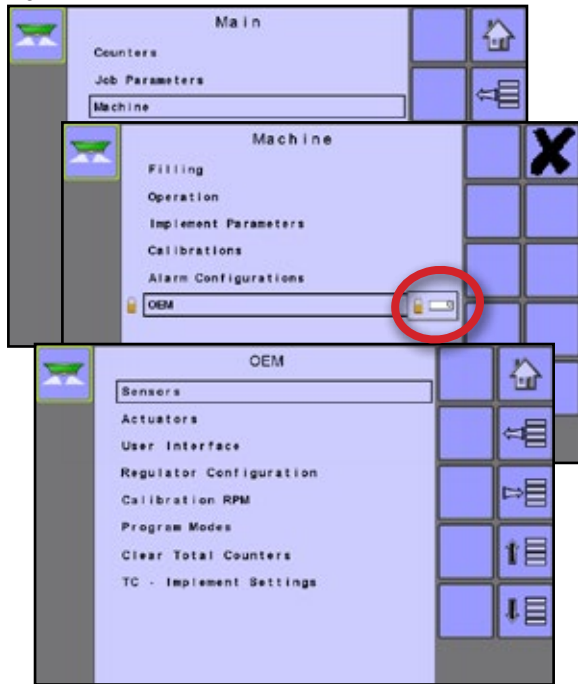 Main
Counters
Job Parameters
Machine
Machine
Filling
Operation
Implement Parameters
Calibrations
Alarm Configurations
OEM
OEM
Sensors
Actuators
User Interface
Regulator Configuration
Calibration RPM
Program Modes
Clear Total Counters
TC - Implement Settings